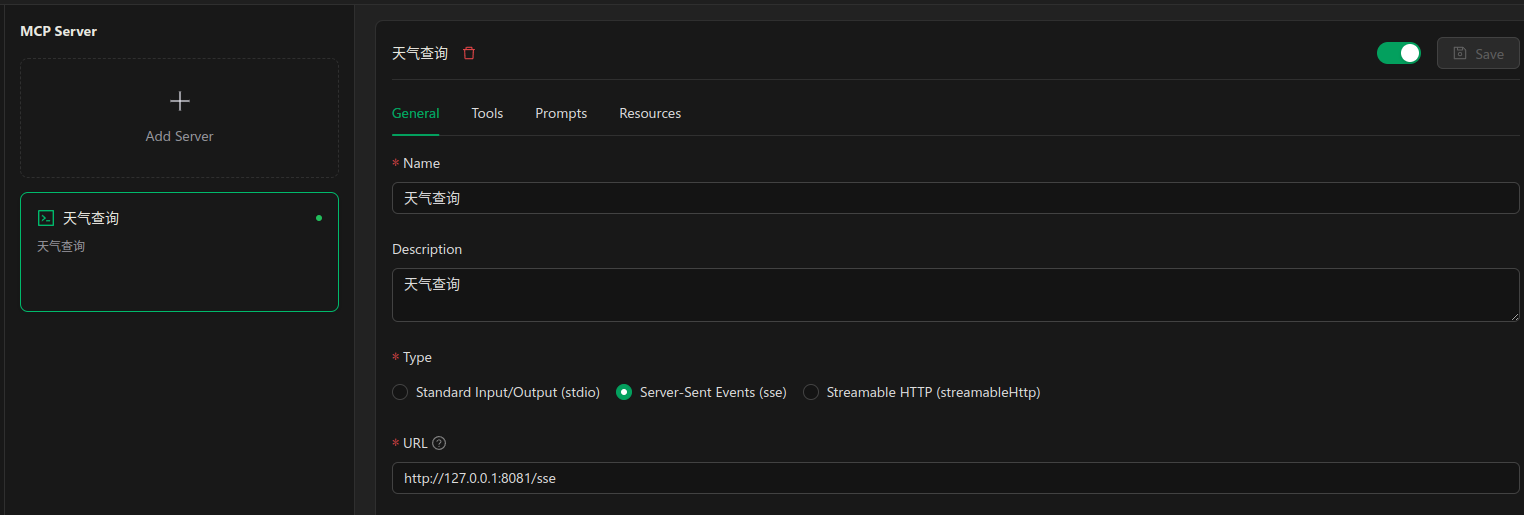 MCP Server
Add Server
天气查询
天气查询
天气查询
Save
General Tools Prompts Resources
* Name
天气查询
Description
天气查询
* Type
Standard Input/Output (stdio) Server-Sent Events (sse) Streamable HTTP (streamableHttp)
* URL
http://127.0.0.1:8081/sse